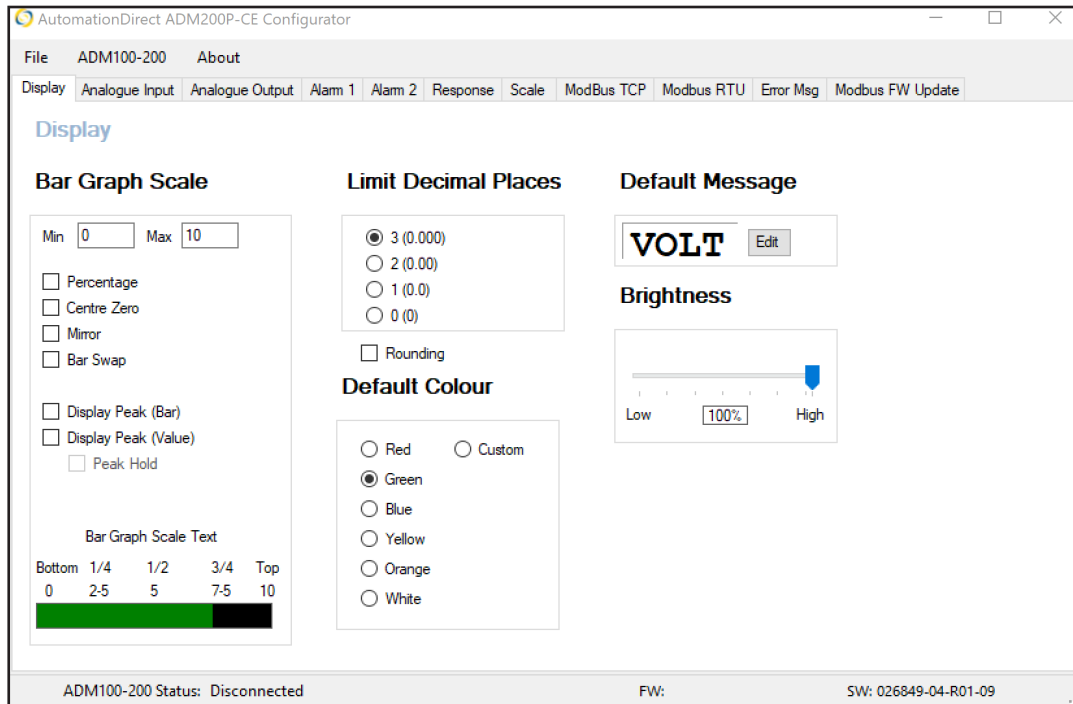 AutomationDirect ADM200P-CE Configurator
File ADM100-200 About
Display Analogue Input Analogue Output Alarm 1 Alarm 2 Response Scale ModBus TCP Modbus RTU Error Msg Modbus FW Update
Display
Bar Graph Scale
Min 0 Max 10
Percentage
Centre Zero
Mirror
Bar Swap
Display Peak (Bar)
Display Peak (Value)
Peak Hold
Bar Graph Scale Text
Bottom 1/4 1/2 3/4 Top
0 2-5 5 7-5 10
Limit Decimal Places
3 (0.000)
2 (0.00)
1 (0.0)
0 (0)
Rounding
Default Colour
Red Custom
Green
Blue
Yellow
Orange
White
Default Message
VOLT Edit
Brightness
Low 100% High
ADM100-200 Status: Disconnected FW: SW: 026849-04-R01-09